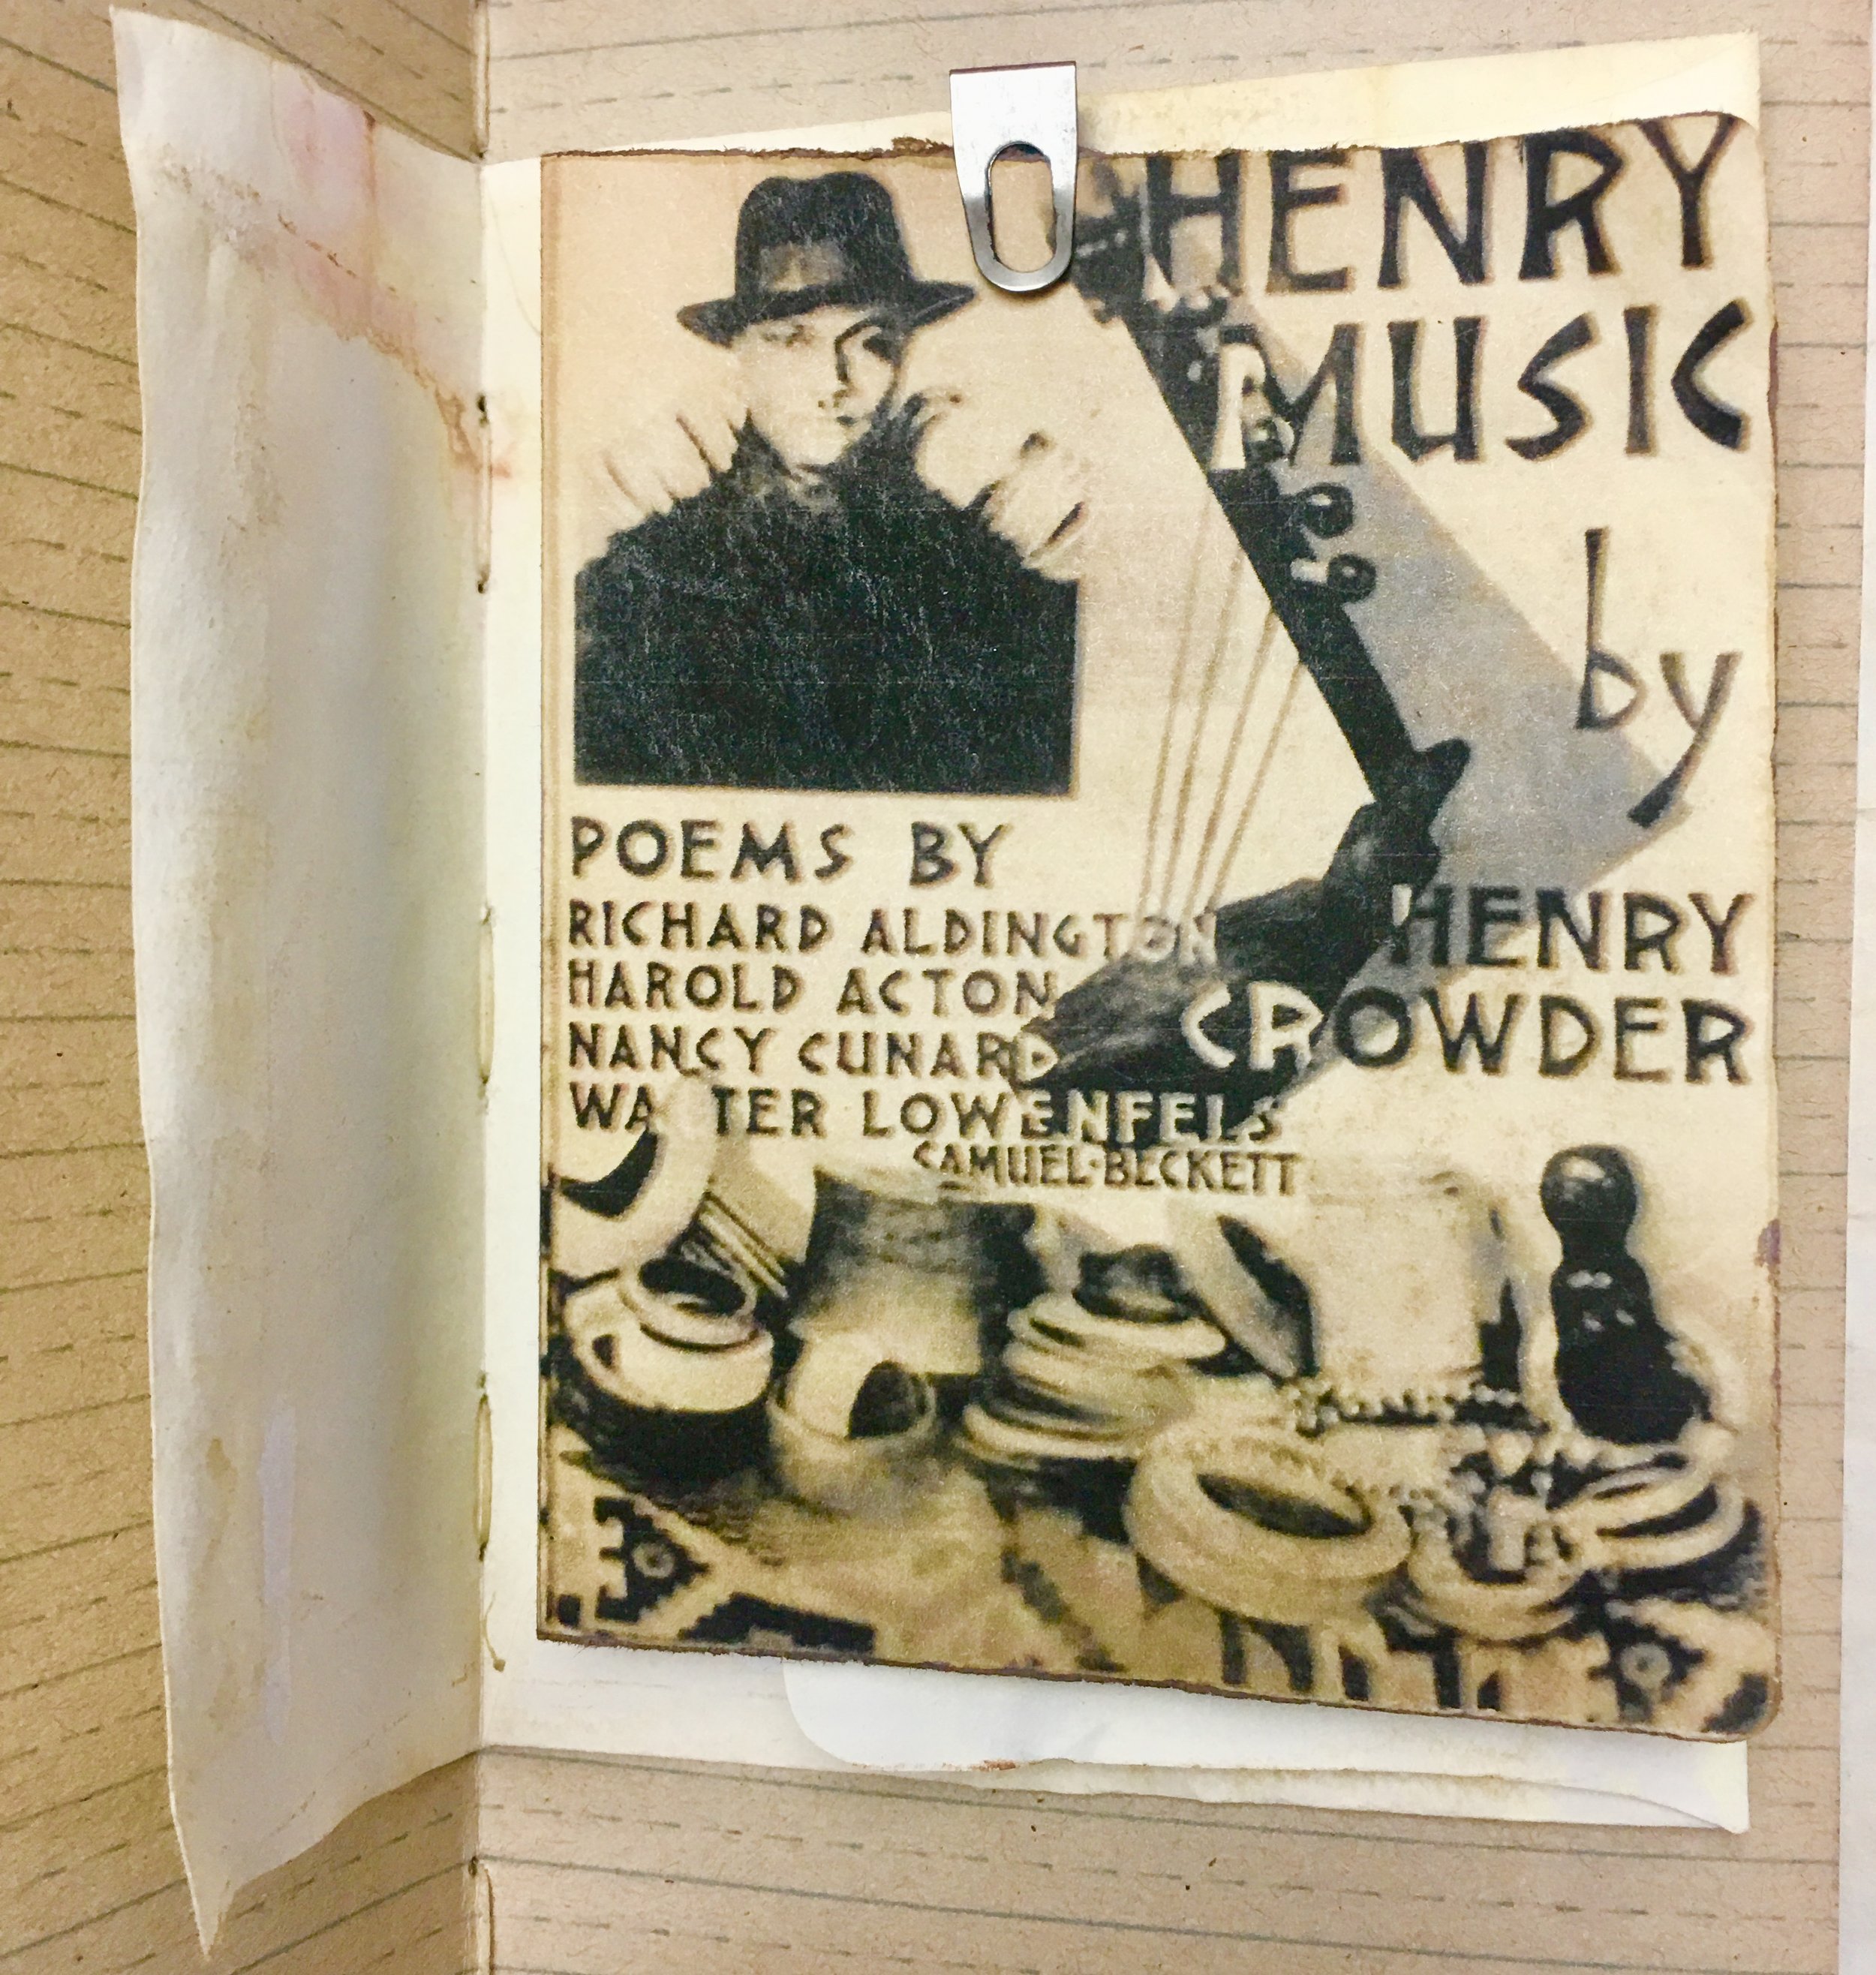 HENRY
MUSIC
by
HENRY
CROWDER
POEMS BY
RICHARD ALDINGTON
HAROLD ACTON
NANCY CUNARD
WALTER LOWENFELS
SAMUEL·BECKETT